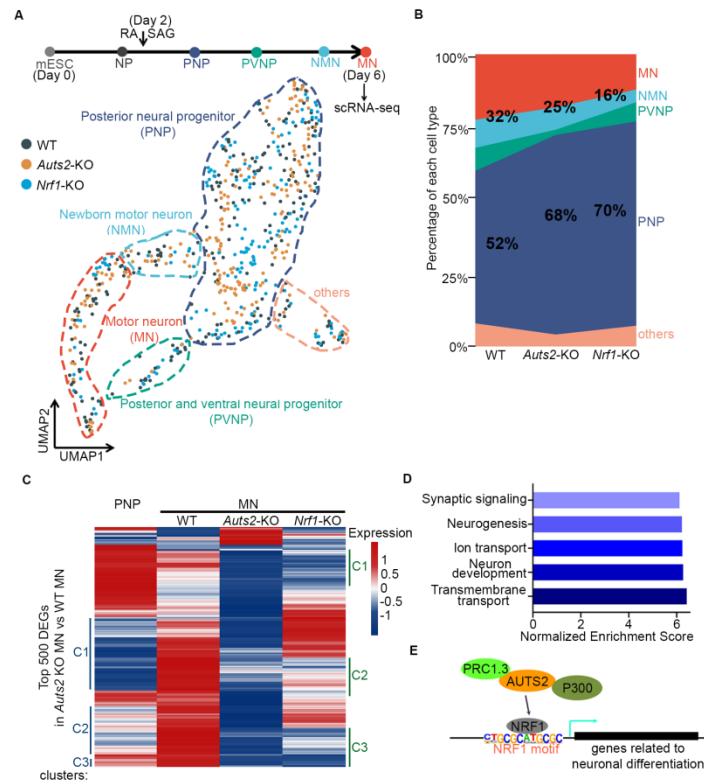 A
(Day 2)
RA SAG
mESC
(Day 0)
NP
PNP
PVNP
NMN
MN
(Day 6)
scRNA-seq
Posterior neural progenitor
(PNP)
WT
Auts2-KO
Nrf1-KO
Newborn motor neuron
(NMN)
others
Motor neuron
(MN)
Posterior and ventral neural progenitor
(PVNP)
UMAP2
UMAP1
B
Percentage of each cell type
100%
75%
50%
25%
0%
32%
25%
16%
52%
68%
70%
MN
NMN
PVNP
PNP
others
WT
Auts2-KO
Nrf1-KO
C
PNP
MN
WT
Auts2-KO
Nrf1-KO
Expression
1
0.5
0
-0.5
-1
Top 500 DEGs
in Auts2 KO MN vs WT MN
C1
C2
C3
C1
C2
C3
clusters:
D
Synaptic signaling
Neurogenesis
Ion transport
Neuron
development
Transmembrane
transport
0
2
4
6
Normalized Enrichment Score
E
PRC1.3
AUTS2
P300
NRF1
CTGCGCATGCGC
NRF1 motif
genes related to
neuronal differentiation